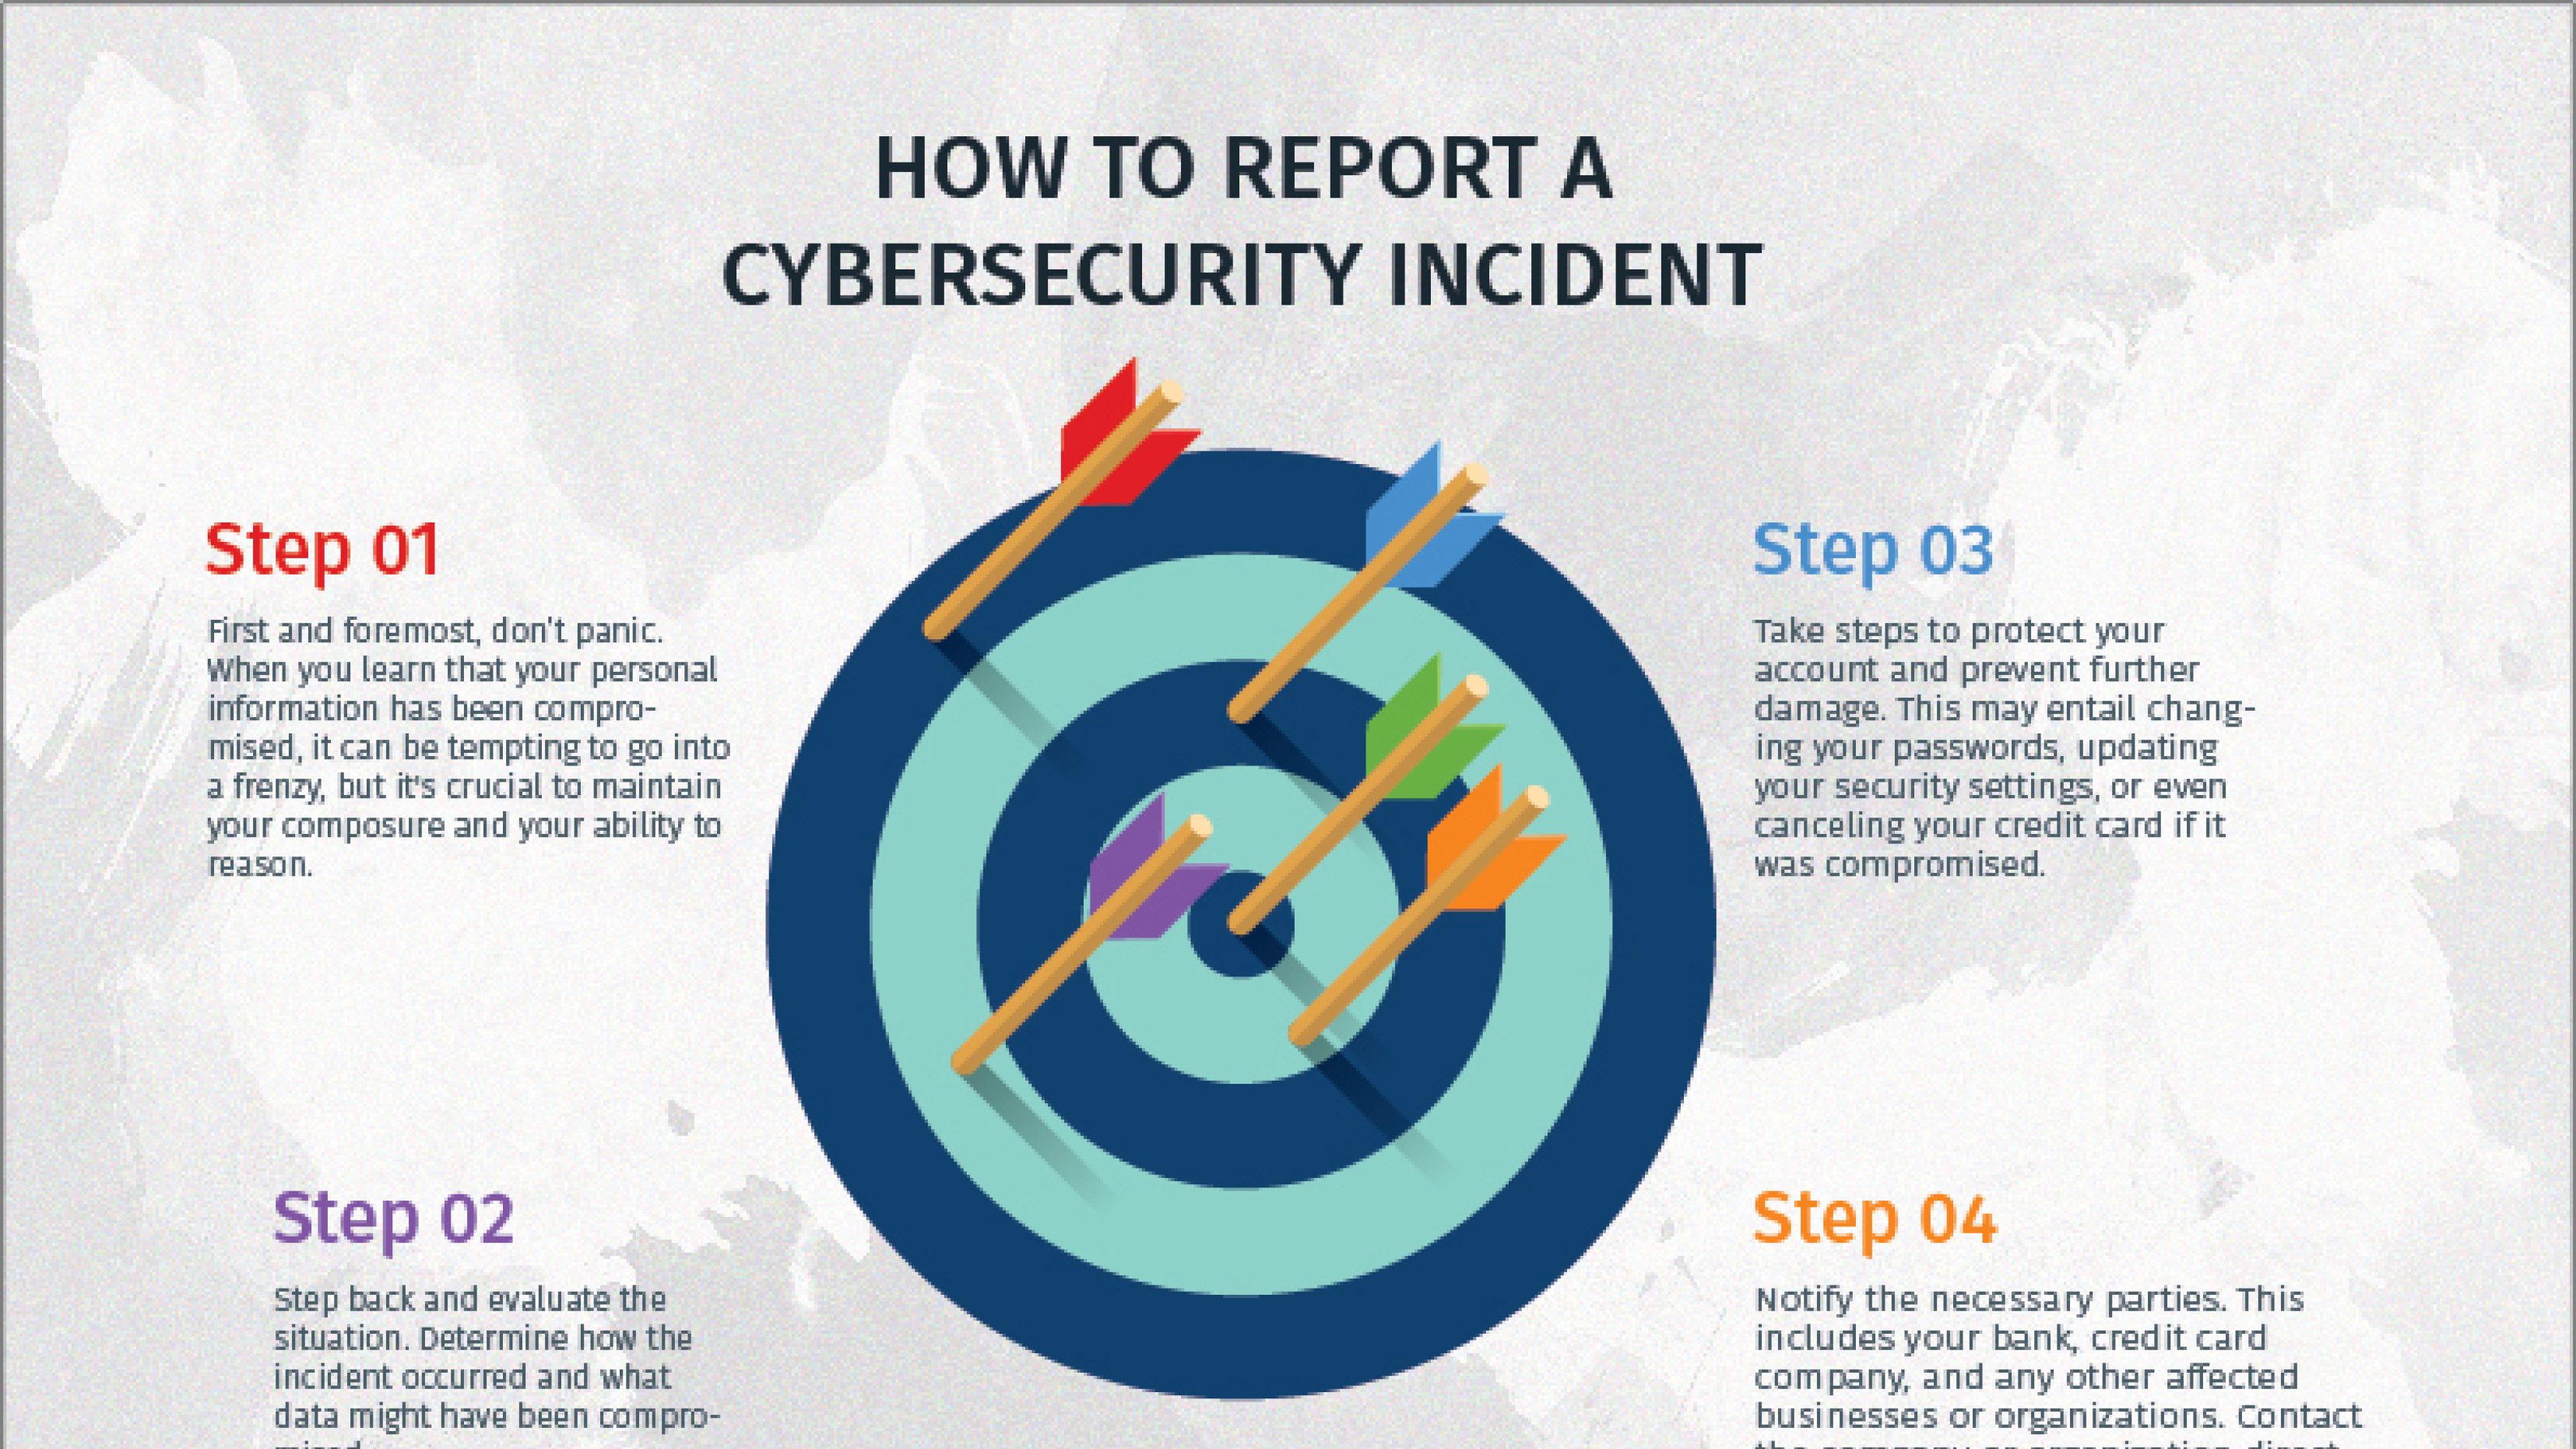 HOW TO REPORT A
CYBERSECURITY INCIDENT
Step 01
First and foremost, don't panic.
When you learn that your personal
information has been compro-
mised, it can be tempting to go into
a frenzy, but it's crucial to maintain
your composure and your ability to
reason.
Step 02
Step back and evaluate the
situation. Determine how the
incident occurred and what
data might have been compro-
Step 03
Take steps to protect your
account and prevent further
damage. This may entail chang-
ing your passwords, updating
your security settings, or even
canceling your credit card if it
was compromised.
Step 04
Notify the necessary parties. This
includes your bank, credit card
company, and any other affected
businesses or organizations. Contact